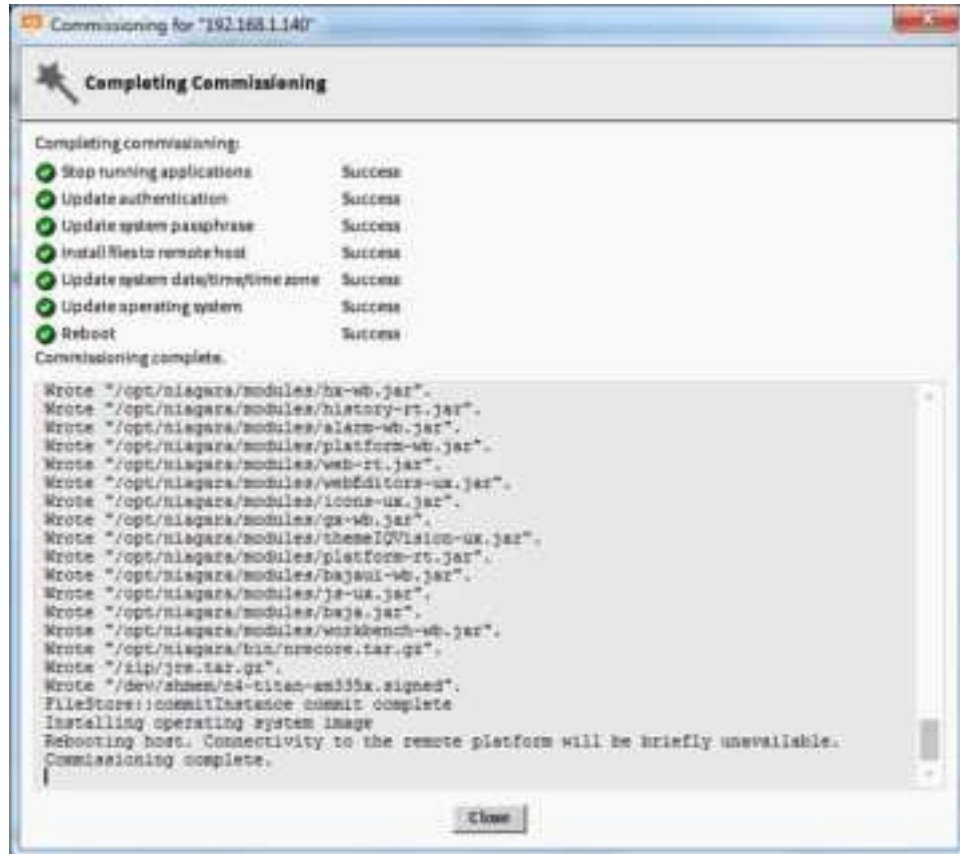 Commissioning for "192.168.1.140"
Completing Commissioning
Completing commissioning:
Stop running applications Success
Update authentication Success
Update system passphrase Success
Install files to remote host Success
Update system date/time/time zone Success
Update operating system Success
Reboot Success
Commissioning complete.
Wrote "/opt/niagara/modules/hx-wb.jar".
Wrote "/opt/niagara/modules/history-rt.jar".
Wrote "/opt/niagara/modules/alarm-wb.jar".
Wrote "/opt/niagara/modules/platform-wb.jar".
Wrote "/opt/niagara/modules/web-rt.jar".
Wrote "/opt/niagara/modules/webEditors-ux.jar".
Wrote "/opt/niagara/modules/icons-ux.jar".
Wrote "/opt/niagara/modules/gx-wb.jar".
Wrote "/opt/niagara/modules/themeIQVision-ux.jar".
Wrote "/opt/niagara/modules/platform-rt.jar".
Wrote "/opt/niagara/modules/bajaui-wb.jar".
Wrote "/opt/niagara/modules/js-ux.jar".
Wrote "/opt/niagara/modules/baja.jar".
Wrote "/opt/niagara/modules/workbench-wb.jar".
Wrote "/opt/niagara/bin/nrecore.tar.gz".
Wrote "/zip/jre.tar.gz".
Wrote "/dev/shmem/n4-titan-am335x.signed".
FileStore::commitInstance commit complete
Installing operating system image
Rebooting host. Connectivity to the remote platform will be briefly unavailable.
Commissioning complete.
Close